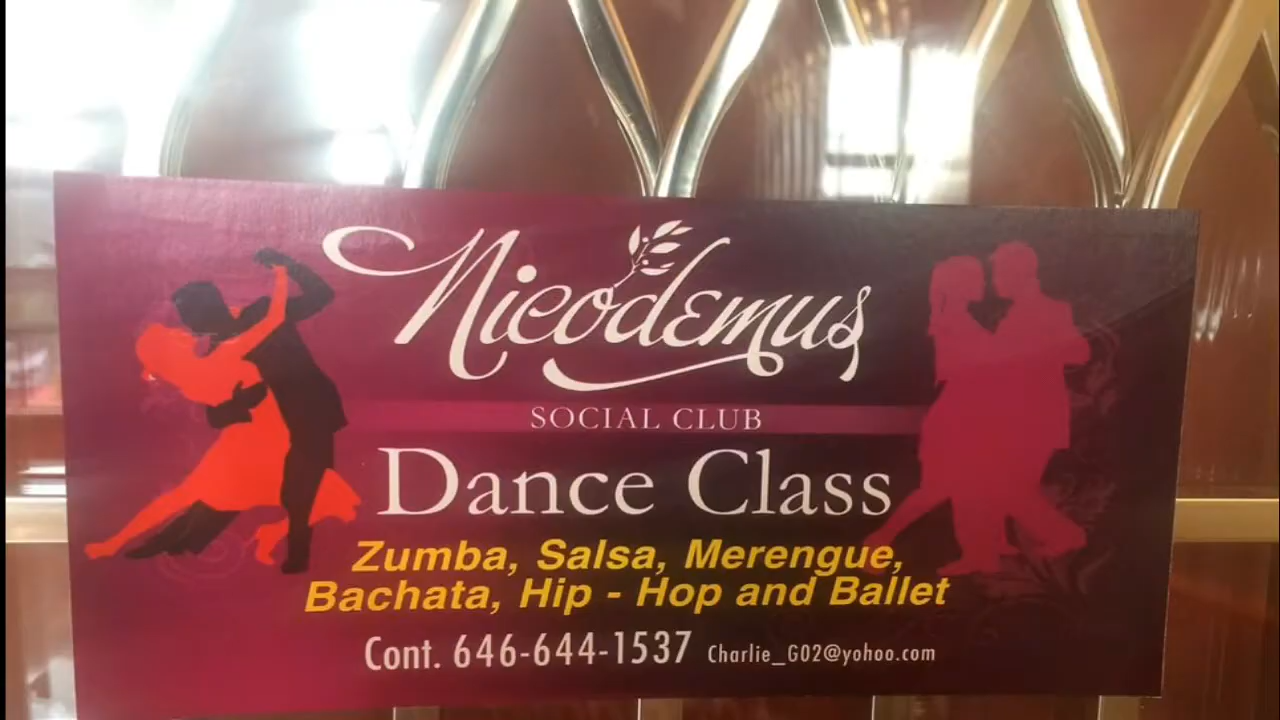 Nicodemus
SOCIAL CLUB
Dance Class
Zumba, Salsa, Merengue,
Bachata, Hip - Hop and Ballet
Cont. 646-644-1537 Charlie_G02@yohoo.com